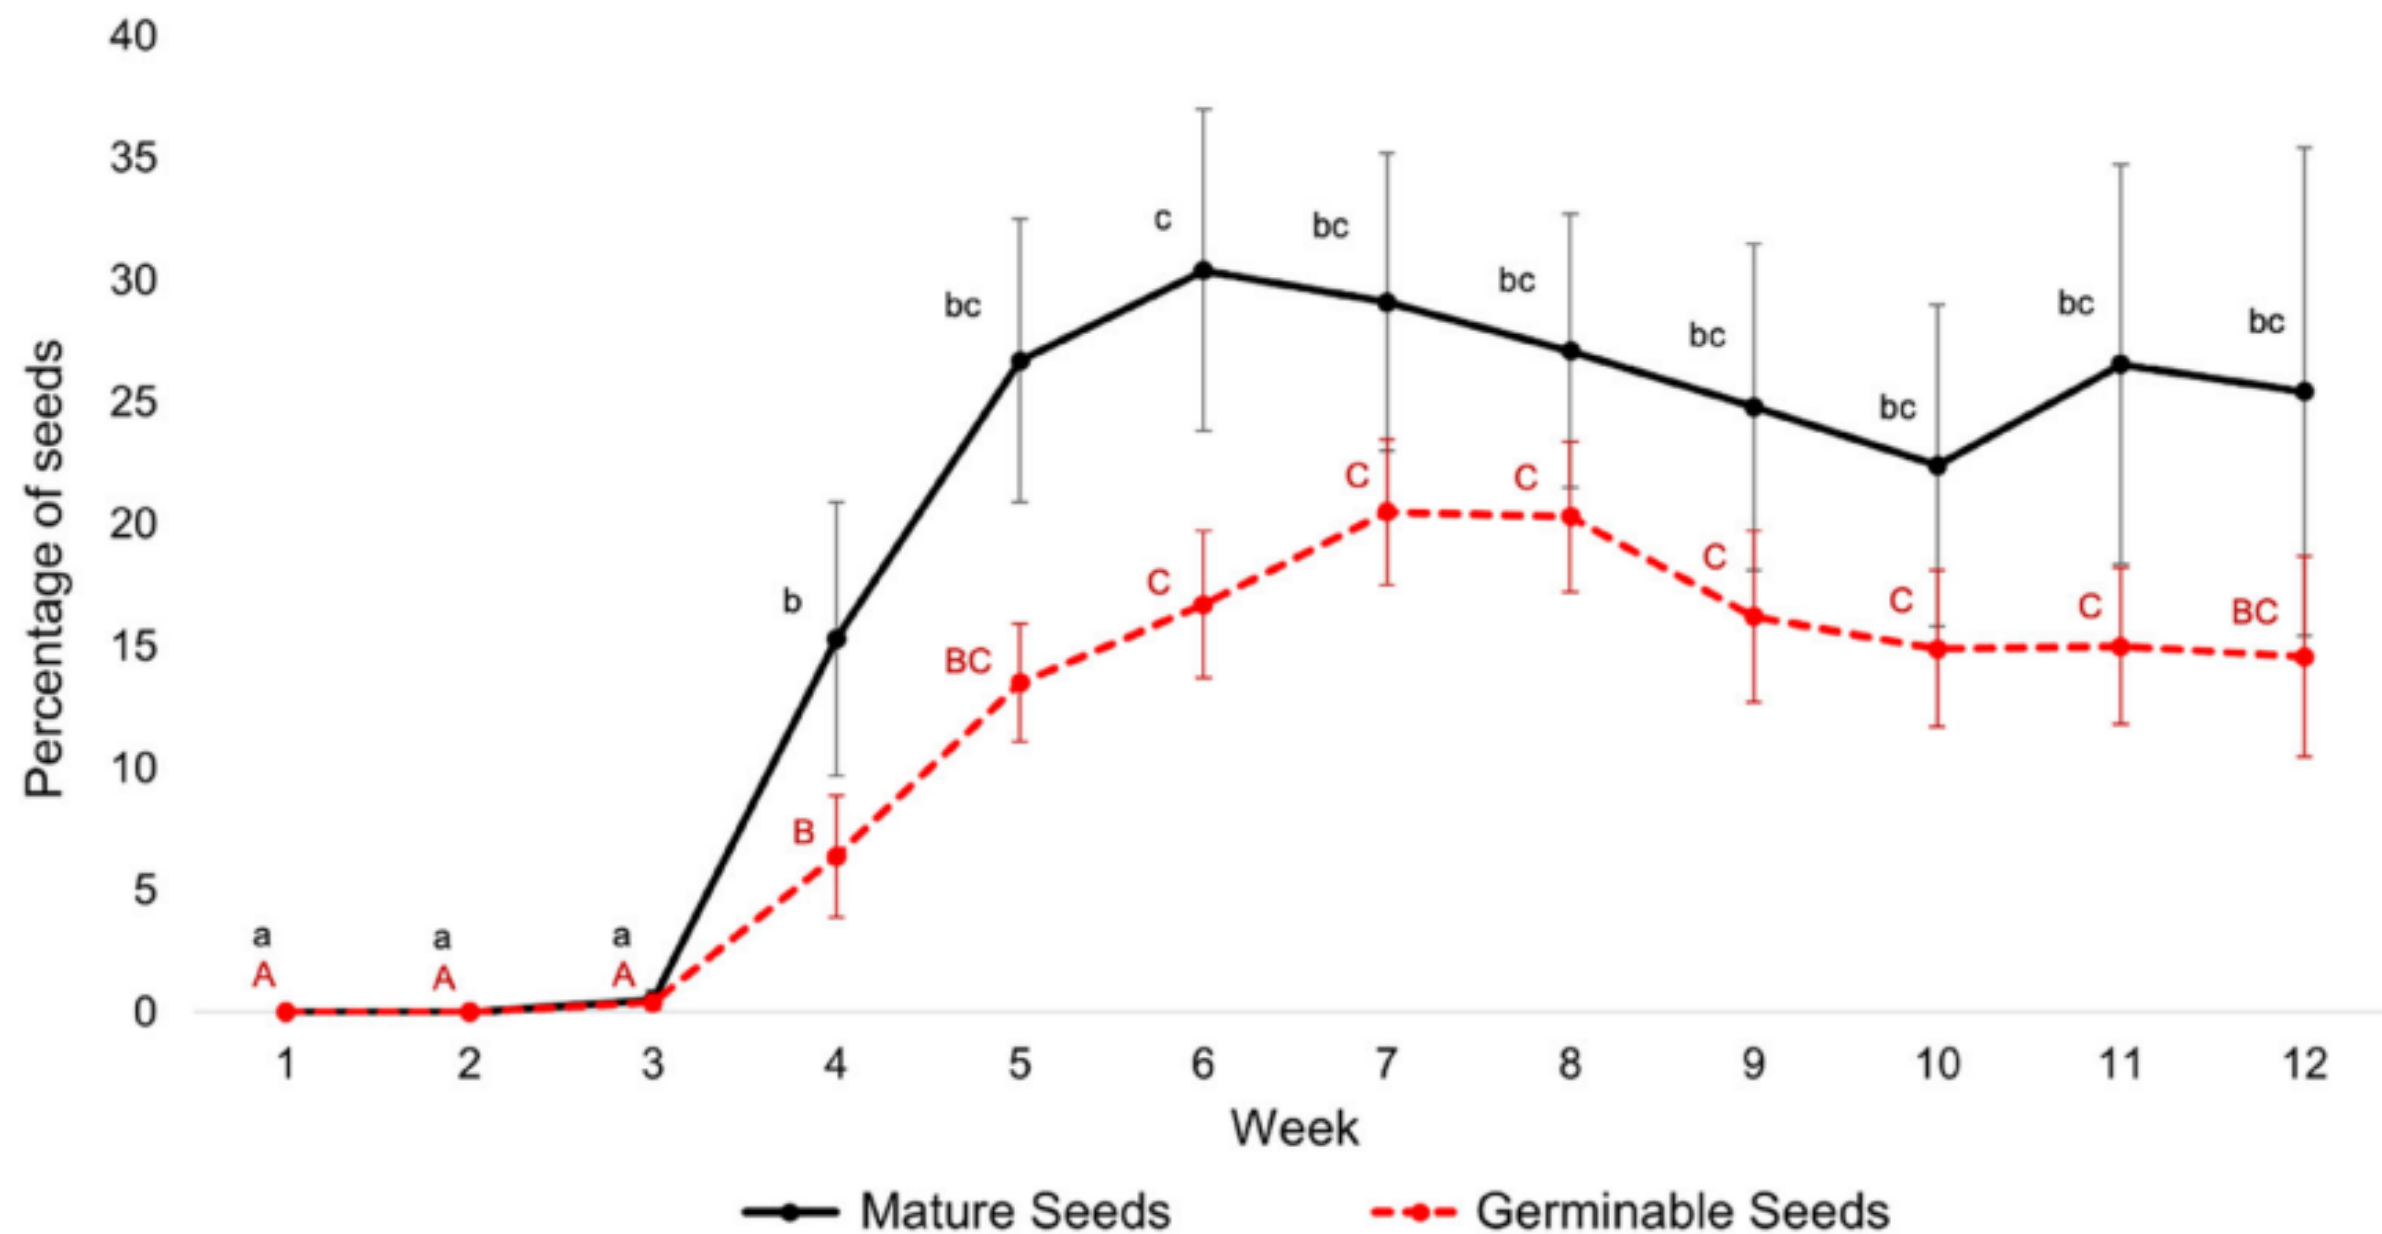 40
35
30
25
20
15
10
5
0
Percentage of seeds
a a a b bc c bc bc bc bc bc bc
A A A B BC C C C C C C BC
1 2 3 4 5 6 7 8 9 10 11 12
Week
Mature Seeds Germinable Seeds